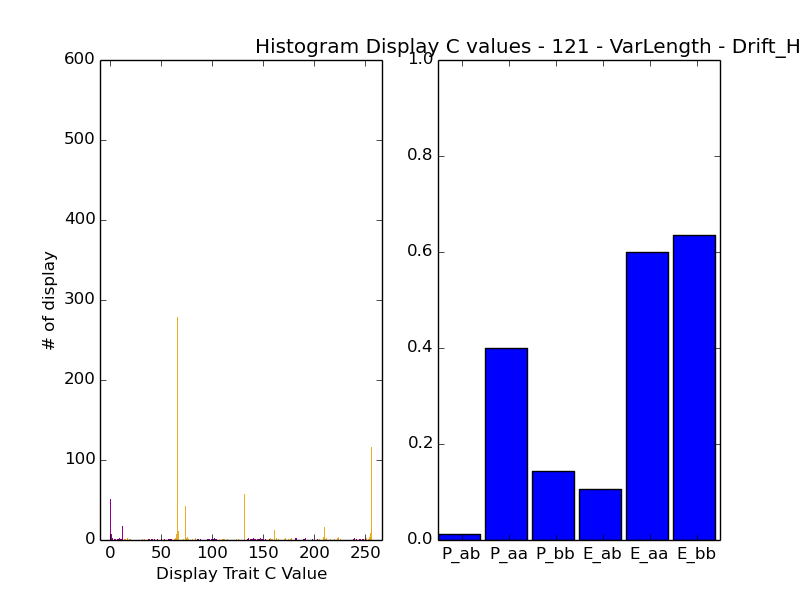 Histogram Display C values - 121 - VarLength - Drift_H
600
500
400
300
200
100
0
# of display
0 50 100 150 200 250
Display Trait C Value
1.0
0.8
0.6
0.4
0.2
0.0
P_ab P_aa P_bb E_ab E_aa E_bb